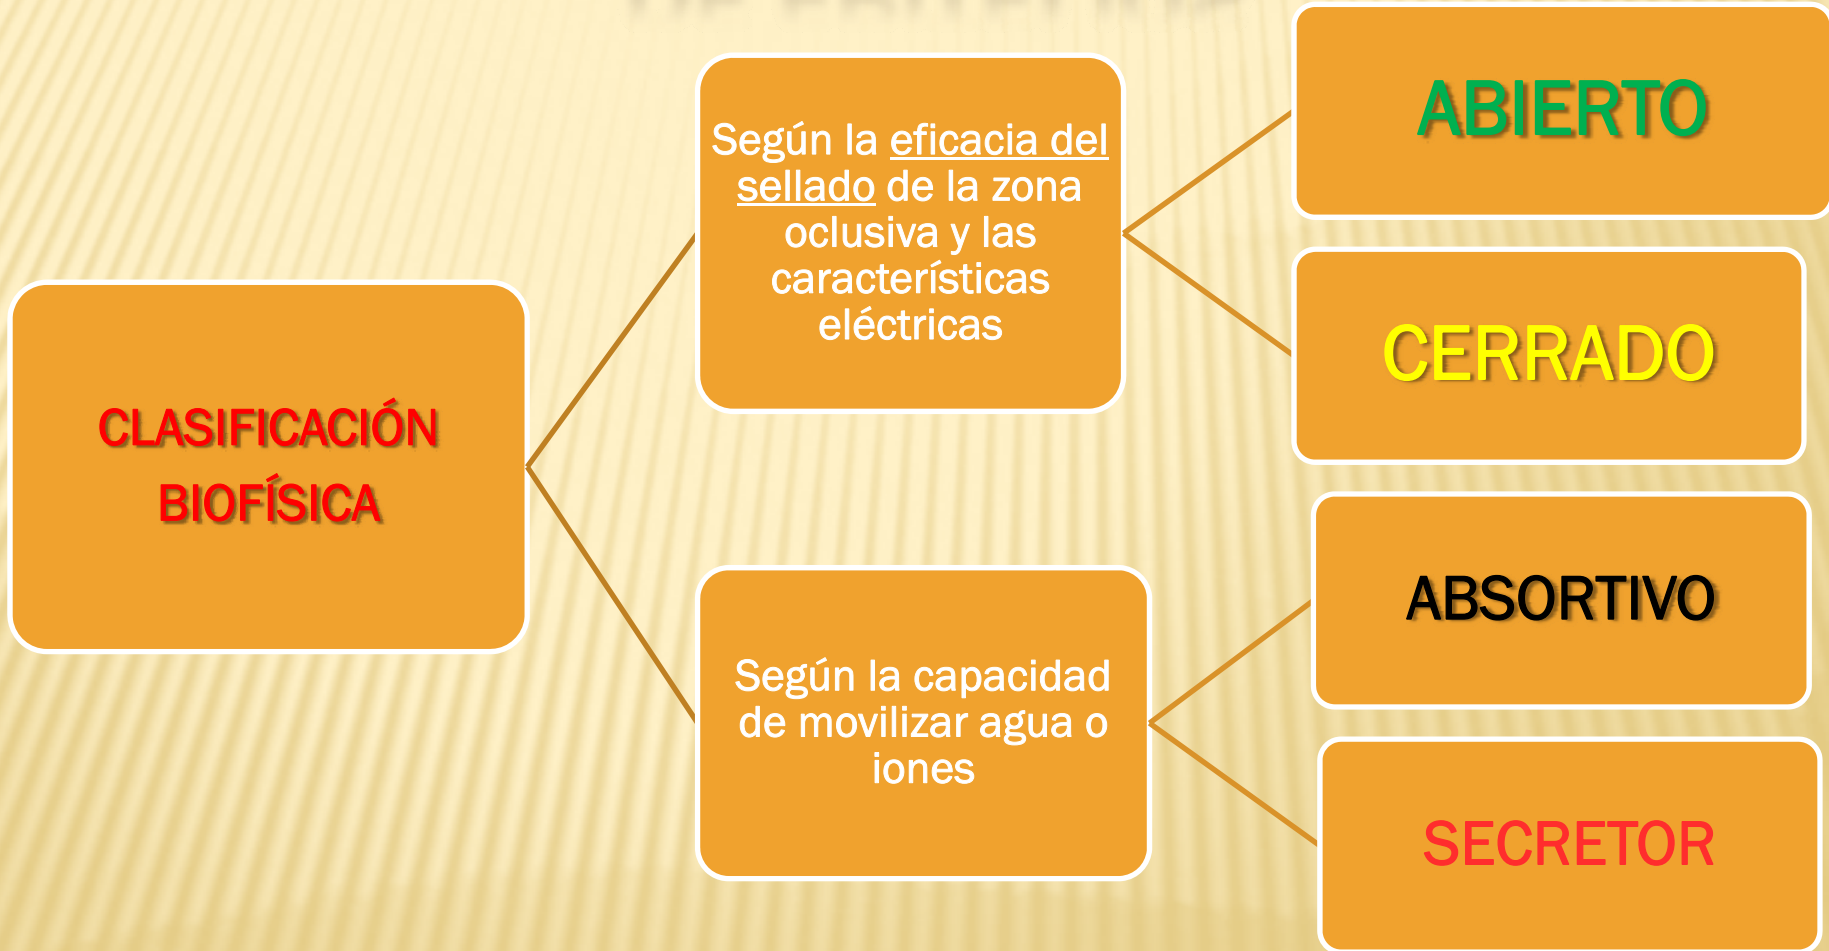 CLASIFICACIÓN
BIOFÍSICA
Según la eficacia del
sellado de la zona
oclusiva y las
características
eléctricas
ABIERTO
CERRADO
Según la capacidad
de movilizar agua o
iones
ABSORTIVO
SECRETOR